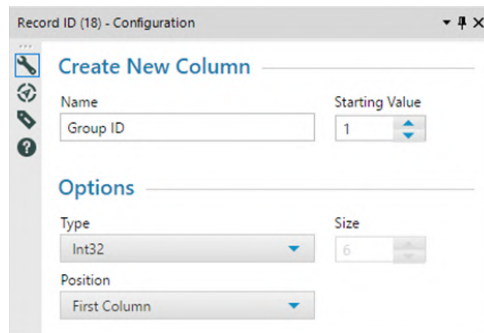 Record ID (18) - Configuration
Create New Column
Name Starting Value
Group ID 1
Options
Type Size
Int32 6
Position
First Column